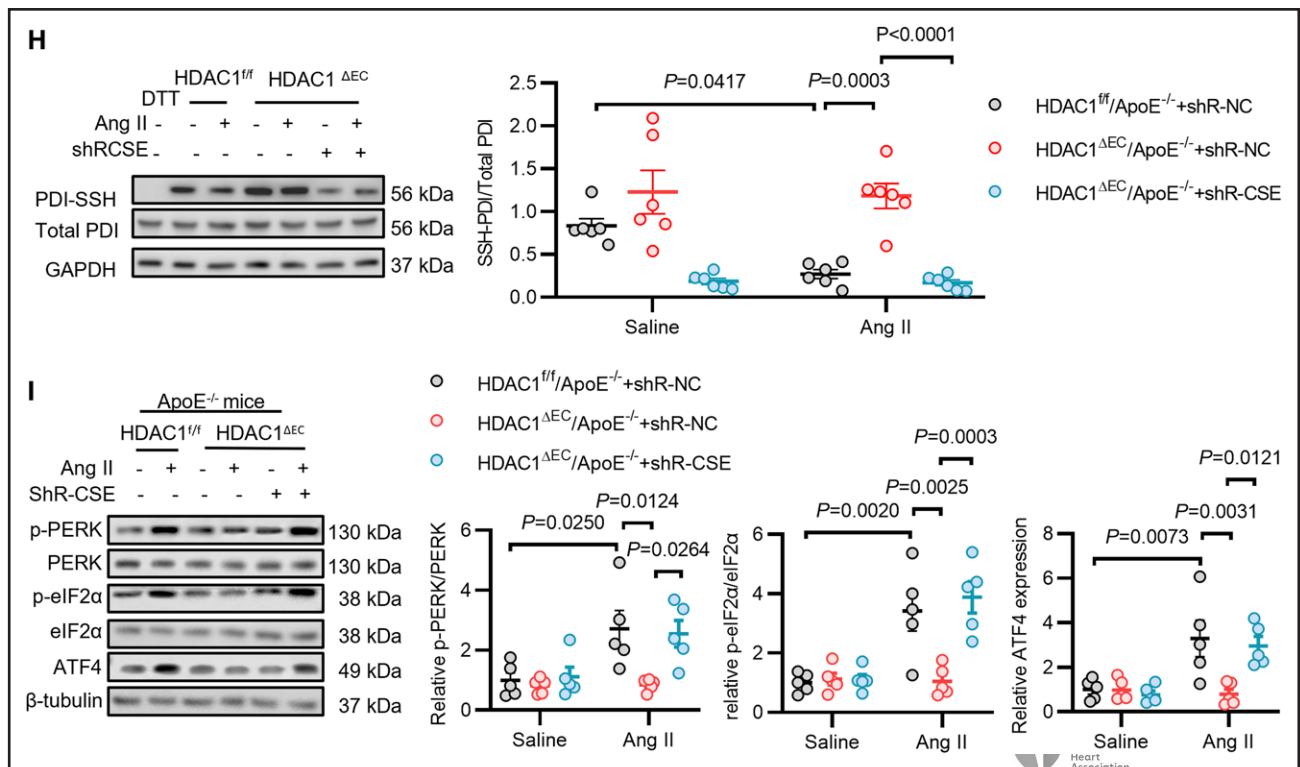 H
HDAC1f/f HDAC1 ΔEC
DTT
Ang II - - + - + - +
shRCSE - - - - - + +
PDI-SSH 56 kDa
Total PDI 56 kDa
GAPDH 37 kDa
P<0.0001
P=0.0417 P=0.0003
SSH-PDI/Total PDI
2.5
2.0
1.5
1.0
0.5
0.0
Saline Ang II
HDAC1f/f/ApoE-/-+shR-NC
HDAC1ΔEC/ApoE-/-+shR-NC
HDAC1ΔEC/ApoE-/-+shR-CSE
I
ApoE-/- mice
HDAC1f/f HDAC1ΔEC
Ang II - + - + - +
ShR-CSE - - - - + +
p-PERK 130 kDa
PERK 130 kDa
p-eIF2α 38 kDa
eIF2α 38 kDa
ATF4 49 kDa
β-tubulin 37 kDa
HDAC1f/f/ApoE-/-+shR-NC
HDAC1ΔEC/ApoE-/-+shR-NC
HDAC1ΔEC/ApoE-/-+shR-CSE
P=0.0124
P=0.0250
P=0.0264
Relative p-PERK/PERK
6
4
2
0
Saline Ang II
P=0.0003
P=0.0025
P=0.0020
relative p-eIF2α/eIF2α
6
4
2
0
Saline Ang II
P=0.0121
P=0.0031
P=0.0073
Relative ATF4 expression
8
6
4
2
0
Saline Ang II
Heart
Association